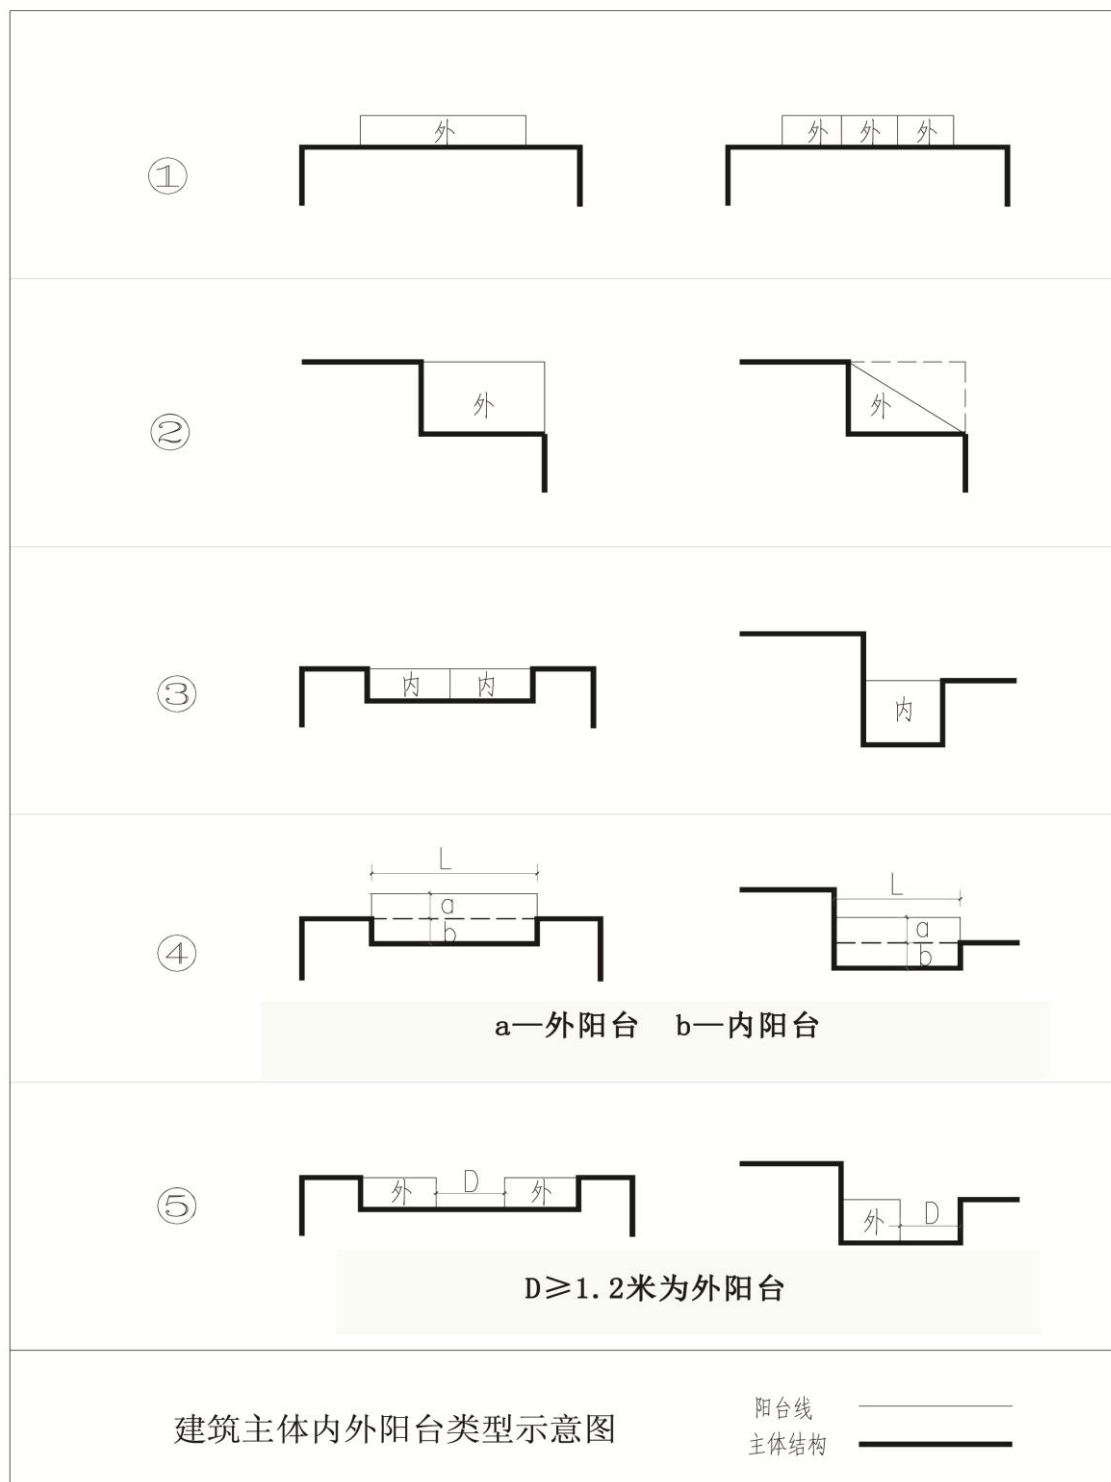 ①
外
外 外 外
②
外
外
③
内 内
内
④
L
a
b
L
a
b
a—外阳台 b—内阳台
⑤
外 D 外
外 D
D≥1.2米为外阳台
建筑主体内外阳台类型示意图
阳台线
主体结构